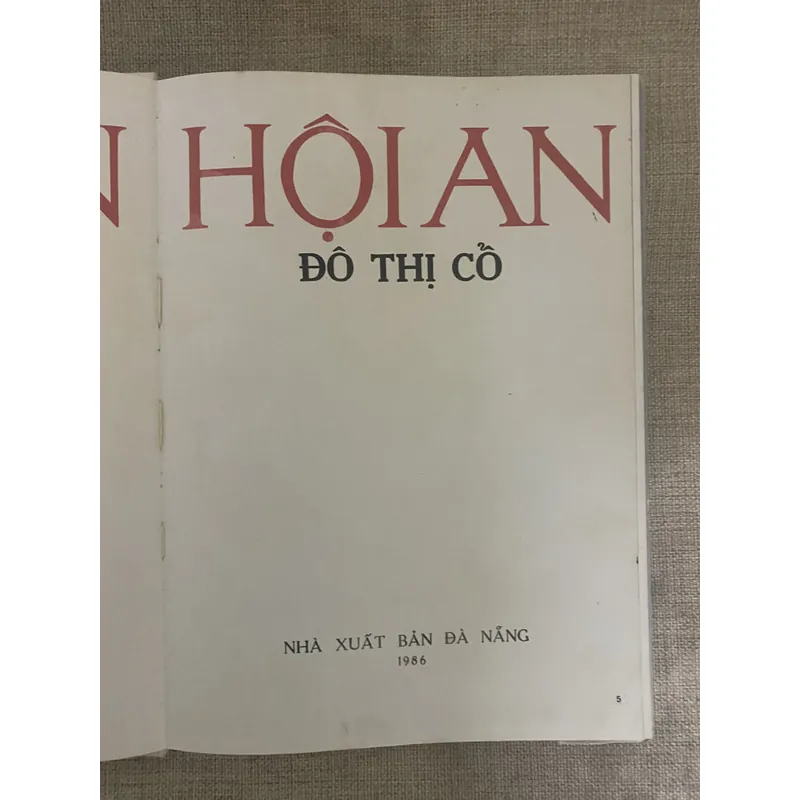 N
HỘI AN
ĐÔ THỊ CỔ
NHÀ XUẤT BẢN ĐÀ NẴNG
1986
5